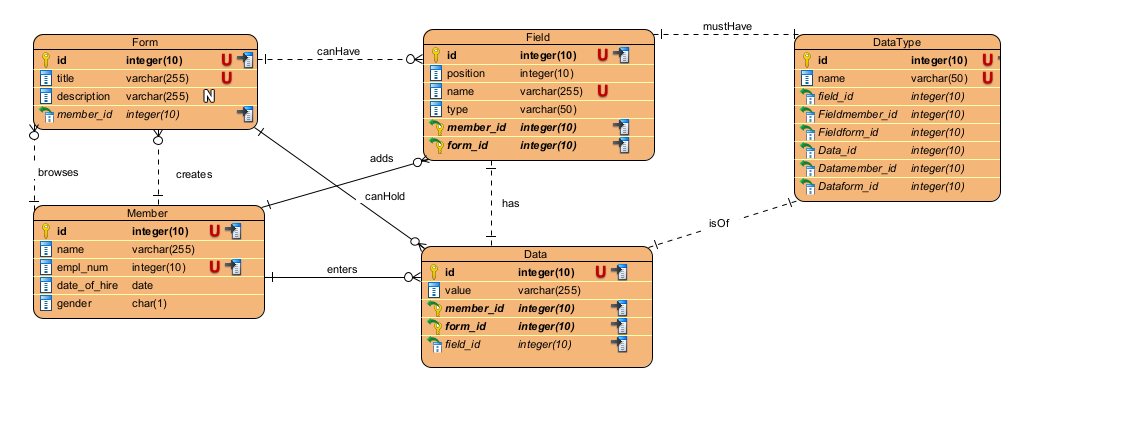 Form
id integer(10) U
title varchar(255) U
description varchar(255) N
member_id integer(10)
canHave
Field
id integer(10) U
position integer(10)
name varchar(255) U
type varchar(50)
member_id integer(10)
form_id integer(10)
mustHave
DataType
id integer(10) U
name varchar(50) U
field_id integer(10)
Fieldmember_id integer(10)
Fieldform_id integer(10)
Data_id integer(10)
Datamember_id integer(10)
Dataform_id integer(10)
browses
creates
adds
canHold
has
isOf
Member
id integer(10) U
name varchar(255)
empl_num integer(10) U
date_of_hire date
gender char(1)
enters
Data
id integer(10) U
value varchar(255)
member_id integer(10)
form_id integer(10)
field_id integer(10)